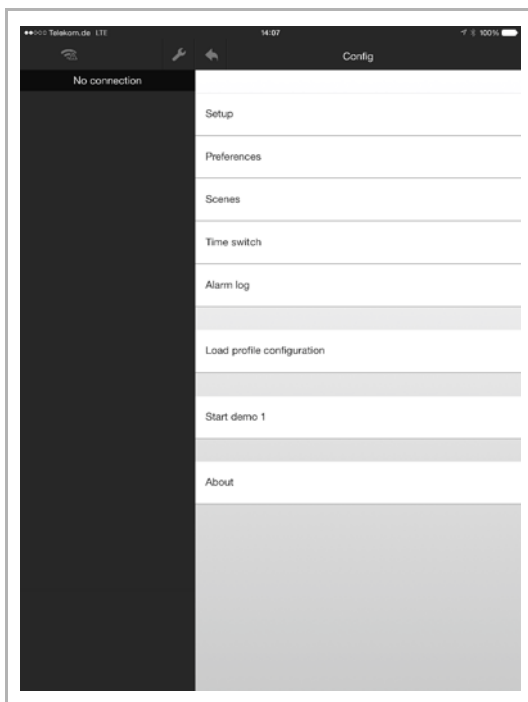 Telekom.de LTE 14:07 100%
Config
No connection
Setup
Preferences
Scenes
Time switch
Alarm log
Load profile configuration
Start demo 1
About